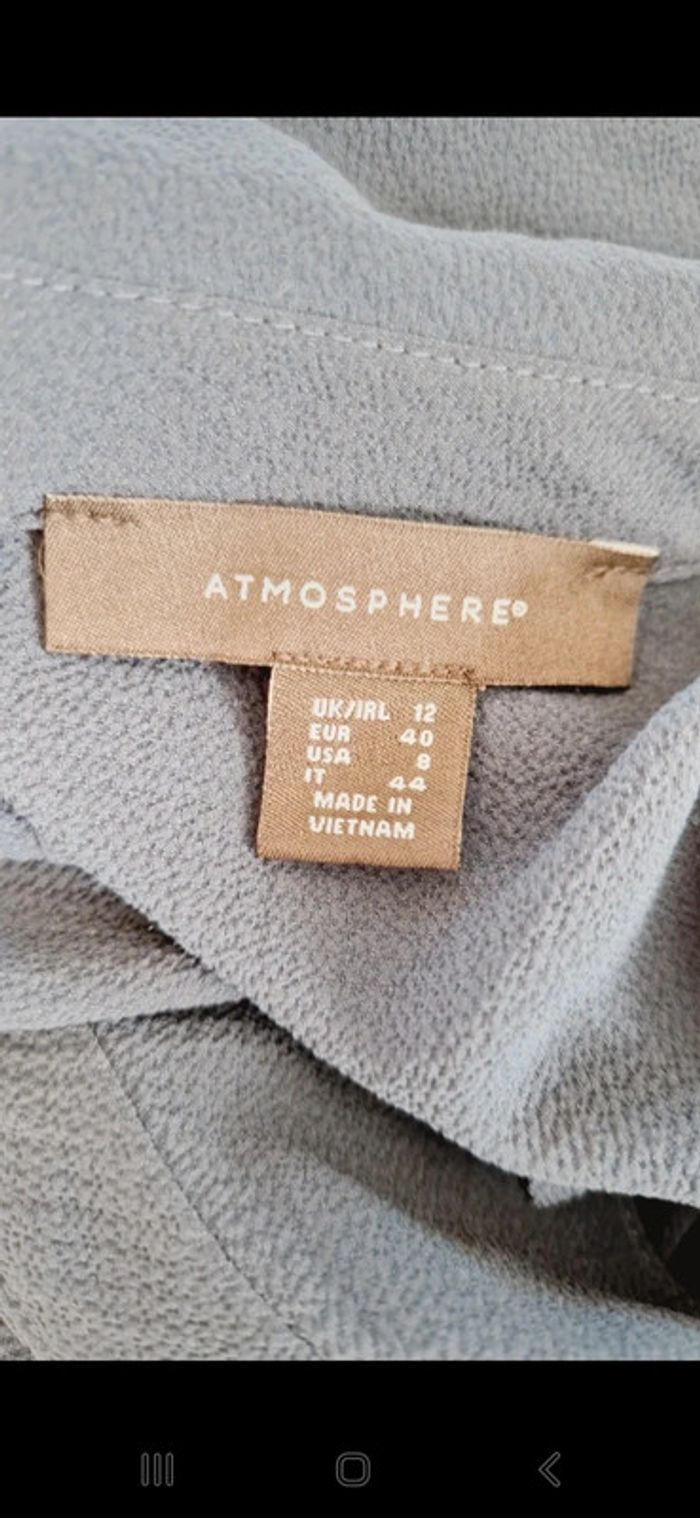 ATMOSPHERE®
UK/IRL 12
EUR 40
USA 8
IT 44
MADE IN
VIETNAM